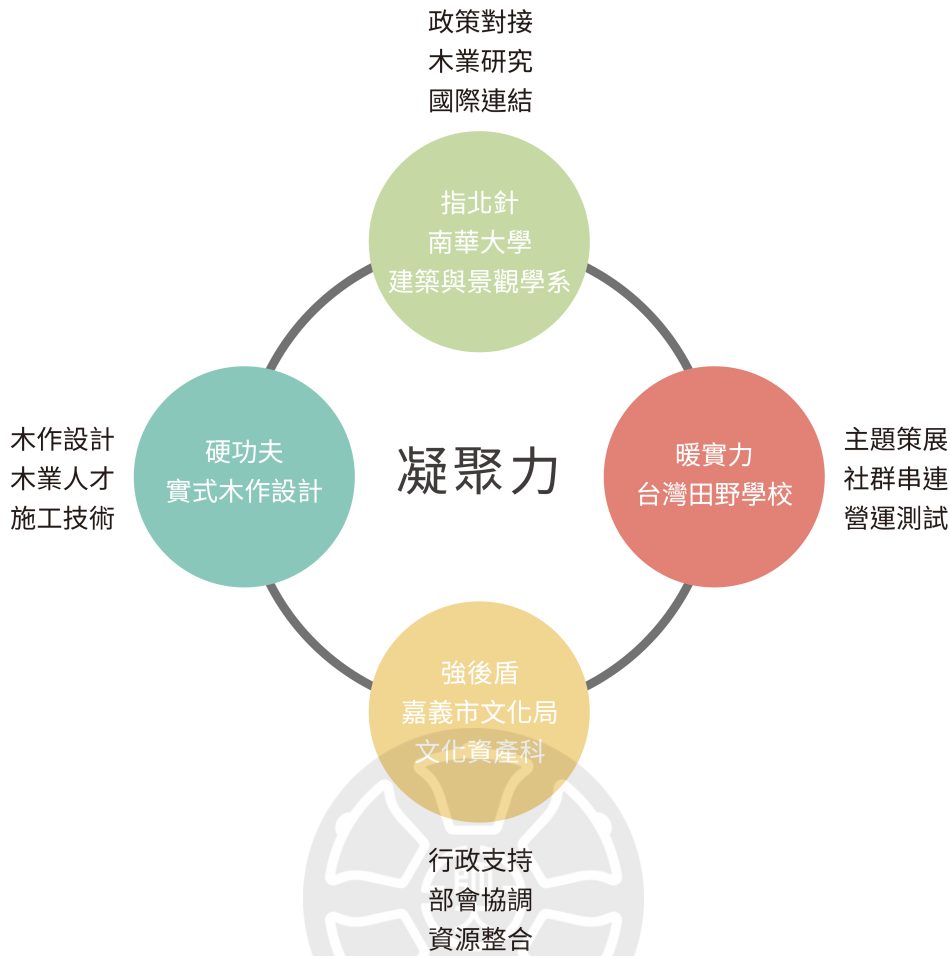 政策對接
木業研究
國際連結
指北針
南華大學
建築與景觀學系
木作設計
木業人才
施工技術
硬功夫
實式木作設計
凝聚力
暖實力
台灣田野學校
主題策展
社群串連
營運測試
強後盾
嘉義市文化局
文化資產科
行政支持
部會協調
資源整合
師